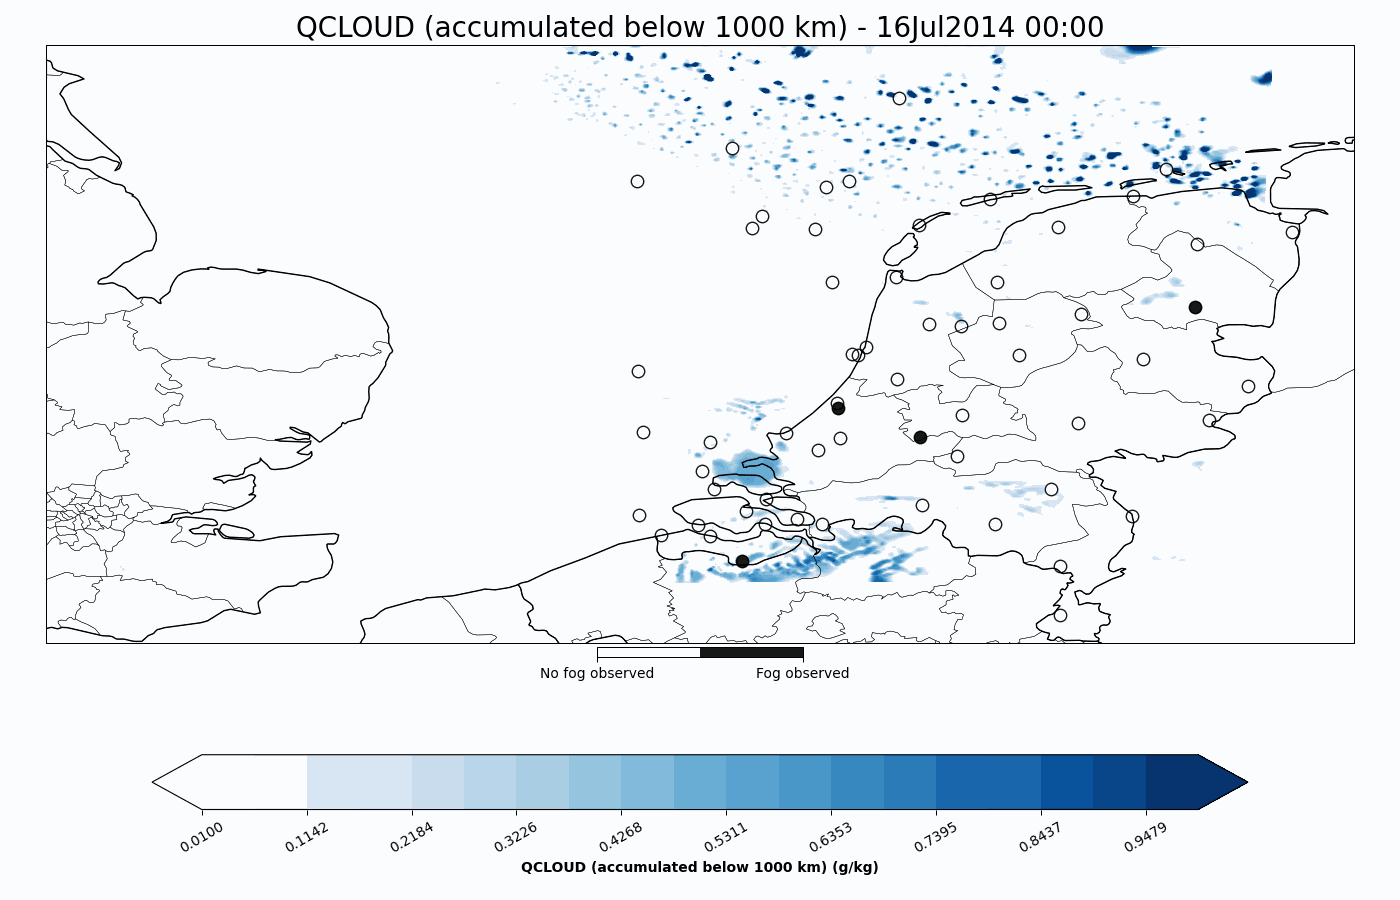 QCLOUD (accumulated below 1000 km) - 16Jul2014 00:00
No fog observed
Fog observed
0.0100 0.1142 0.2184 0.3226 0.4268 0.5311 0.6353 0.7395 0.8437 0.9479
QCLOUD (accumulated below 1000 km) (g/kg)